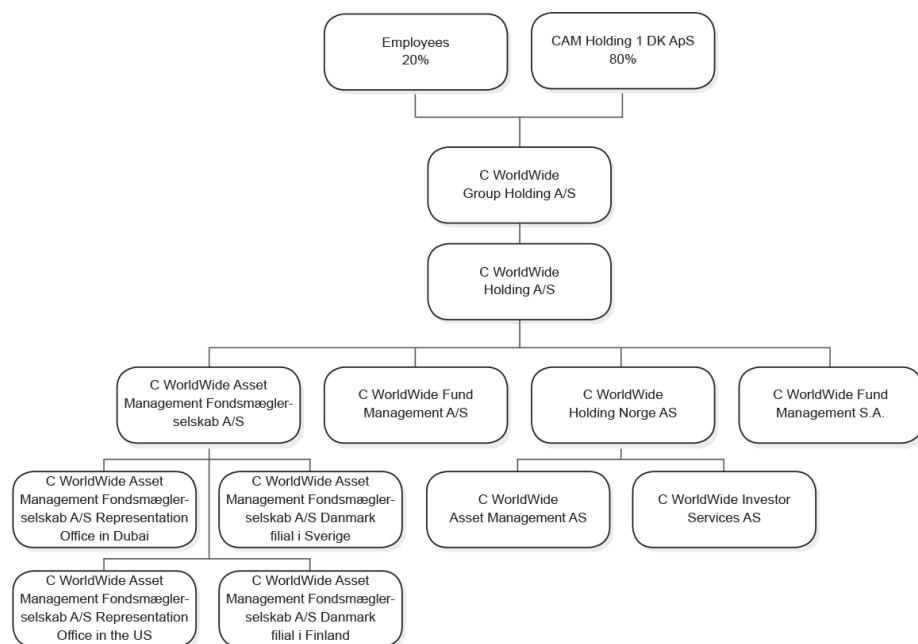 Employees
20%
CAM Holding 1 DK ApS
80%
C WorldWide
Group Holding A/S
C WorldWide
Holding A/S
C WorldWide Asset
Management Fondsmægler-
selskab A/S
C WorldWide Fund
Management A/S
C WorldWide
Holding Norge AS
C WorldWide Fund
Management S.A.
C WorldWide Asset
Management Fondsmægler-
selskab A/S Representation
Office in Dubai
C WorldWide Asset
Management Fondsmægler-
selskab A/S Danmark
filial i Sverige
C WorldWide
Asset Management AS
C WorldWide Investor
Services AS
C WorldWide Asset
Management Fondsmægler-
selskab A/S Representation
Office in the US
C WorldWide Asset
Management Fondsmægler-
selskab A/S Danmark
filial i Finland